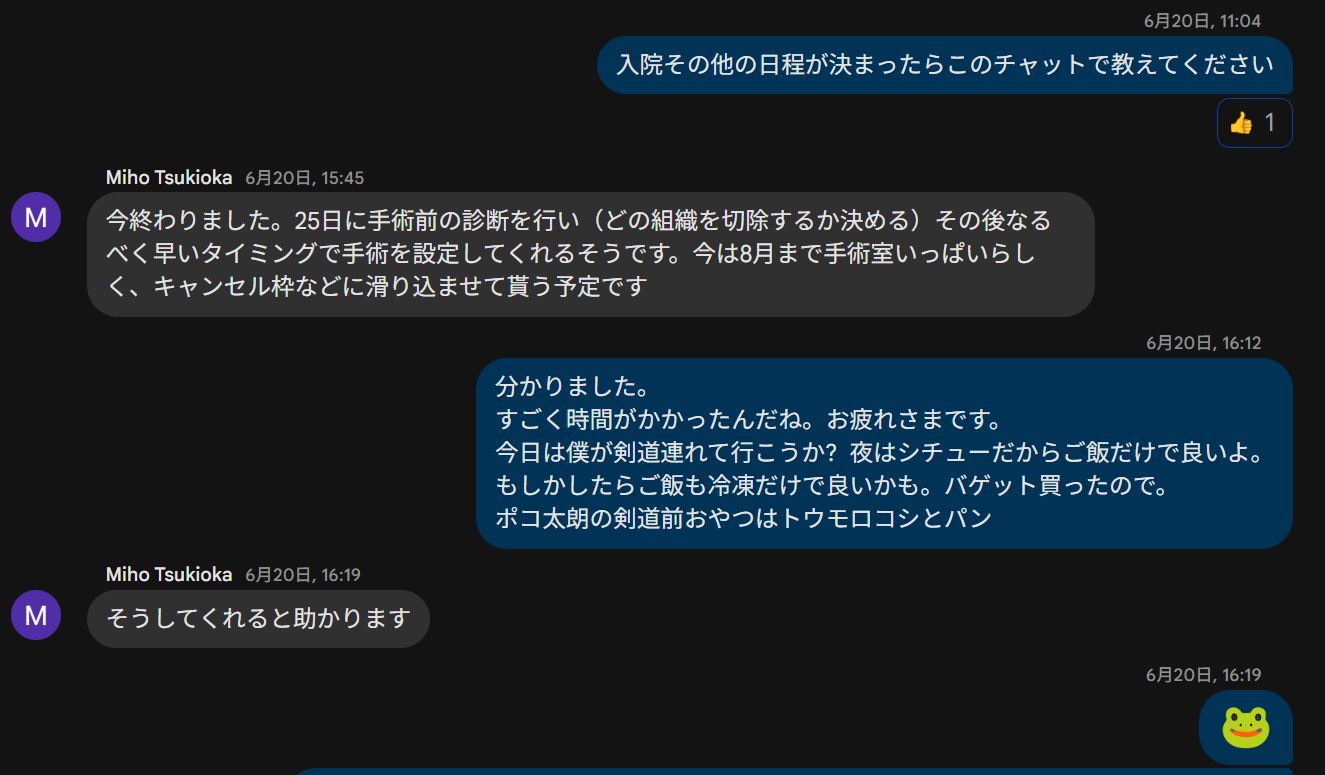 6月20日, 11:04
入院その他の日程が決まったらこのチャットで教えてください
👍 1
Miho Tsukioka 6月20日, 15:45
M
今終わりました。25日に手術前の診断を行い（どの組織を切除するか決める）その後なる
べく早いタイミングで手術を設定してくれるそうです。今は8月まで手術室いっぱいらし
く、キャンセル枠などに滑り込ませて貰う予定です
6月20日, 16:12
分かりました。
すごく時間がかかったんだね。お疲れさまです。
今日は僕が剣道連れて行こうか？夜はシチューだからご飯だけで良いよ。
もしかしたらご飯も冷凍だけで良いかも。バゲット買ったので。
ポコ太朗の剣道前おやつはトウモロコシとパン
Miho Tsukioka 6月20日, 16:19
M
そうしてくれると助かります
6月20日, 16:19
🐸